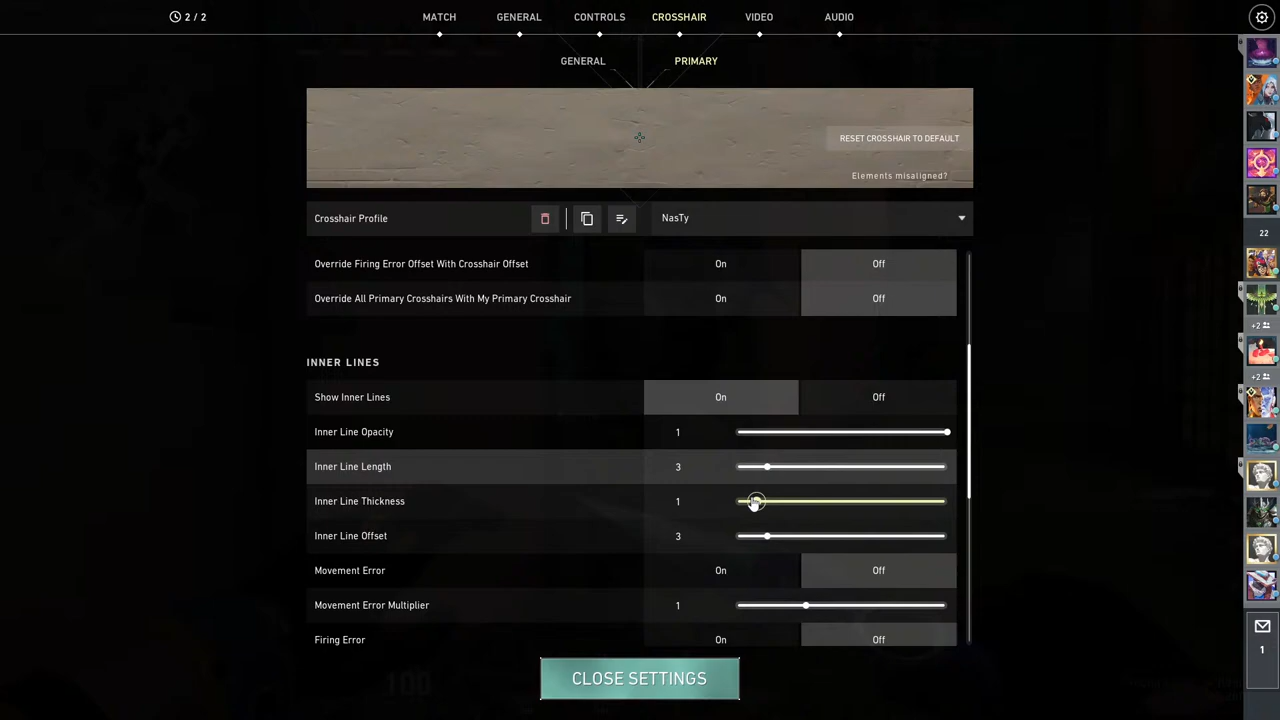 2 / 2
MATCH
GENERAL
CONTROLS
CROSSHAIR
VIDEO
AUDIO
GENERAL
PRIMARY
RESET CROSSHAIR TO DEFAULT
Elements misaligned?
Crosshair Profile
NasTy
Override Firing Error Offset With Crosshair Offset
On
Off
Override All Primary Crosshairs With My Primary Crosshair
On
Off
INNER LINES
Show Inner Lines
On
Off
Inner Line Opacity
1
Inner Line Length
3
Inner Line Thickness
1
Inner Line Offset
3
Movement Error
On
Off
Movement Error Multiplier
1
Firing Error
On
Off
CLOSE SETTINGS
100
22
+2
+2
1